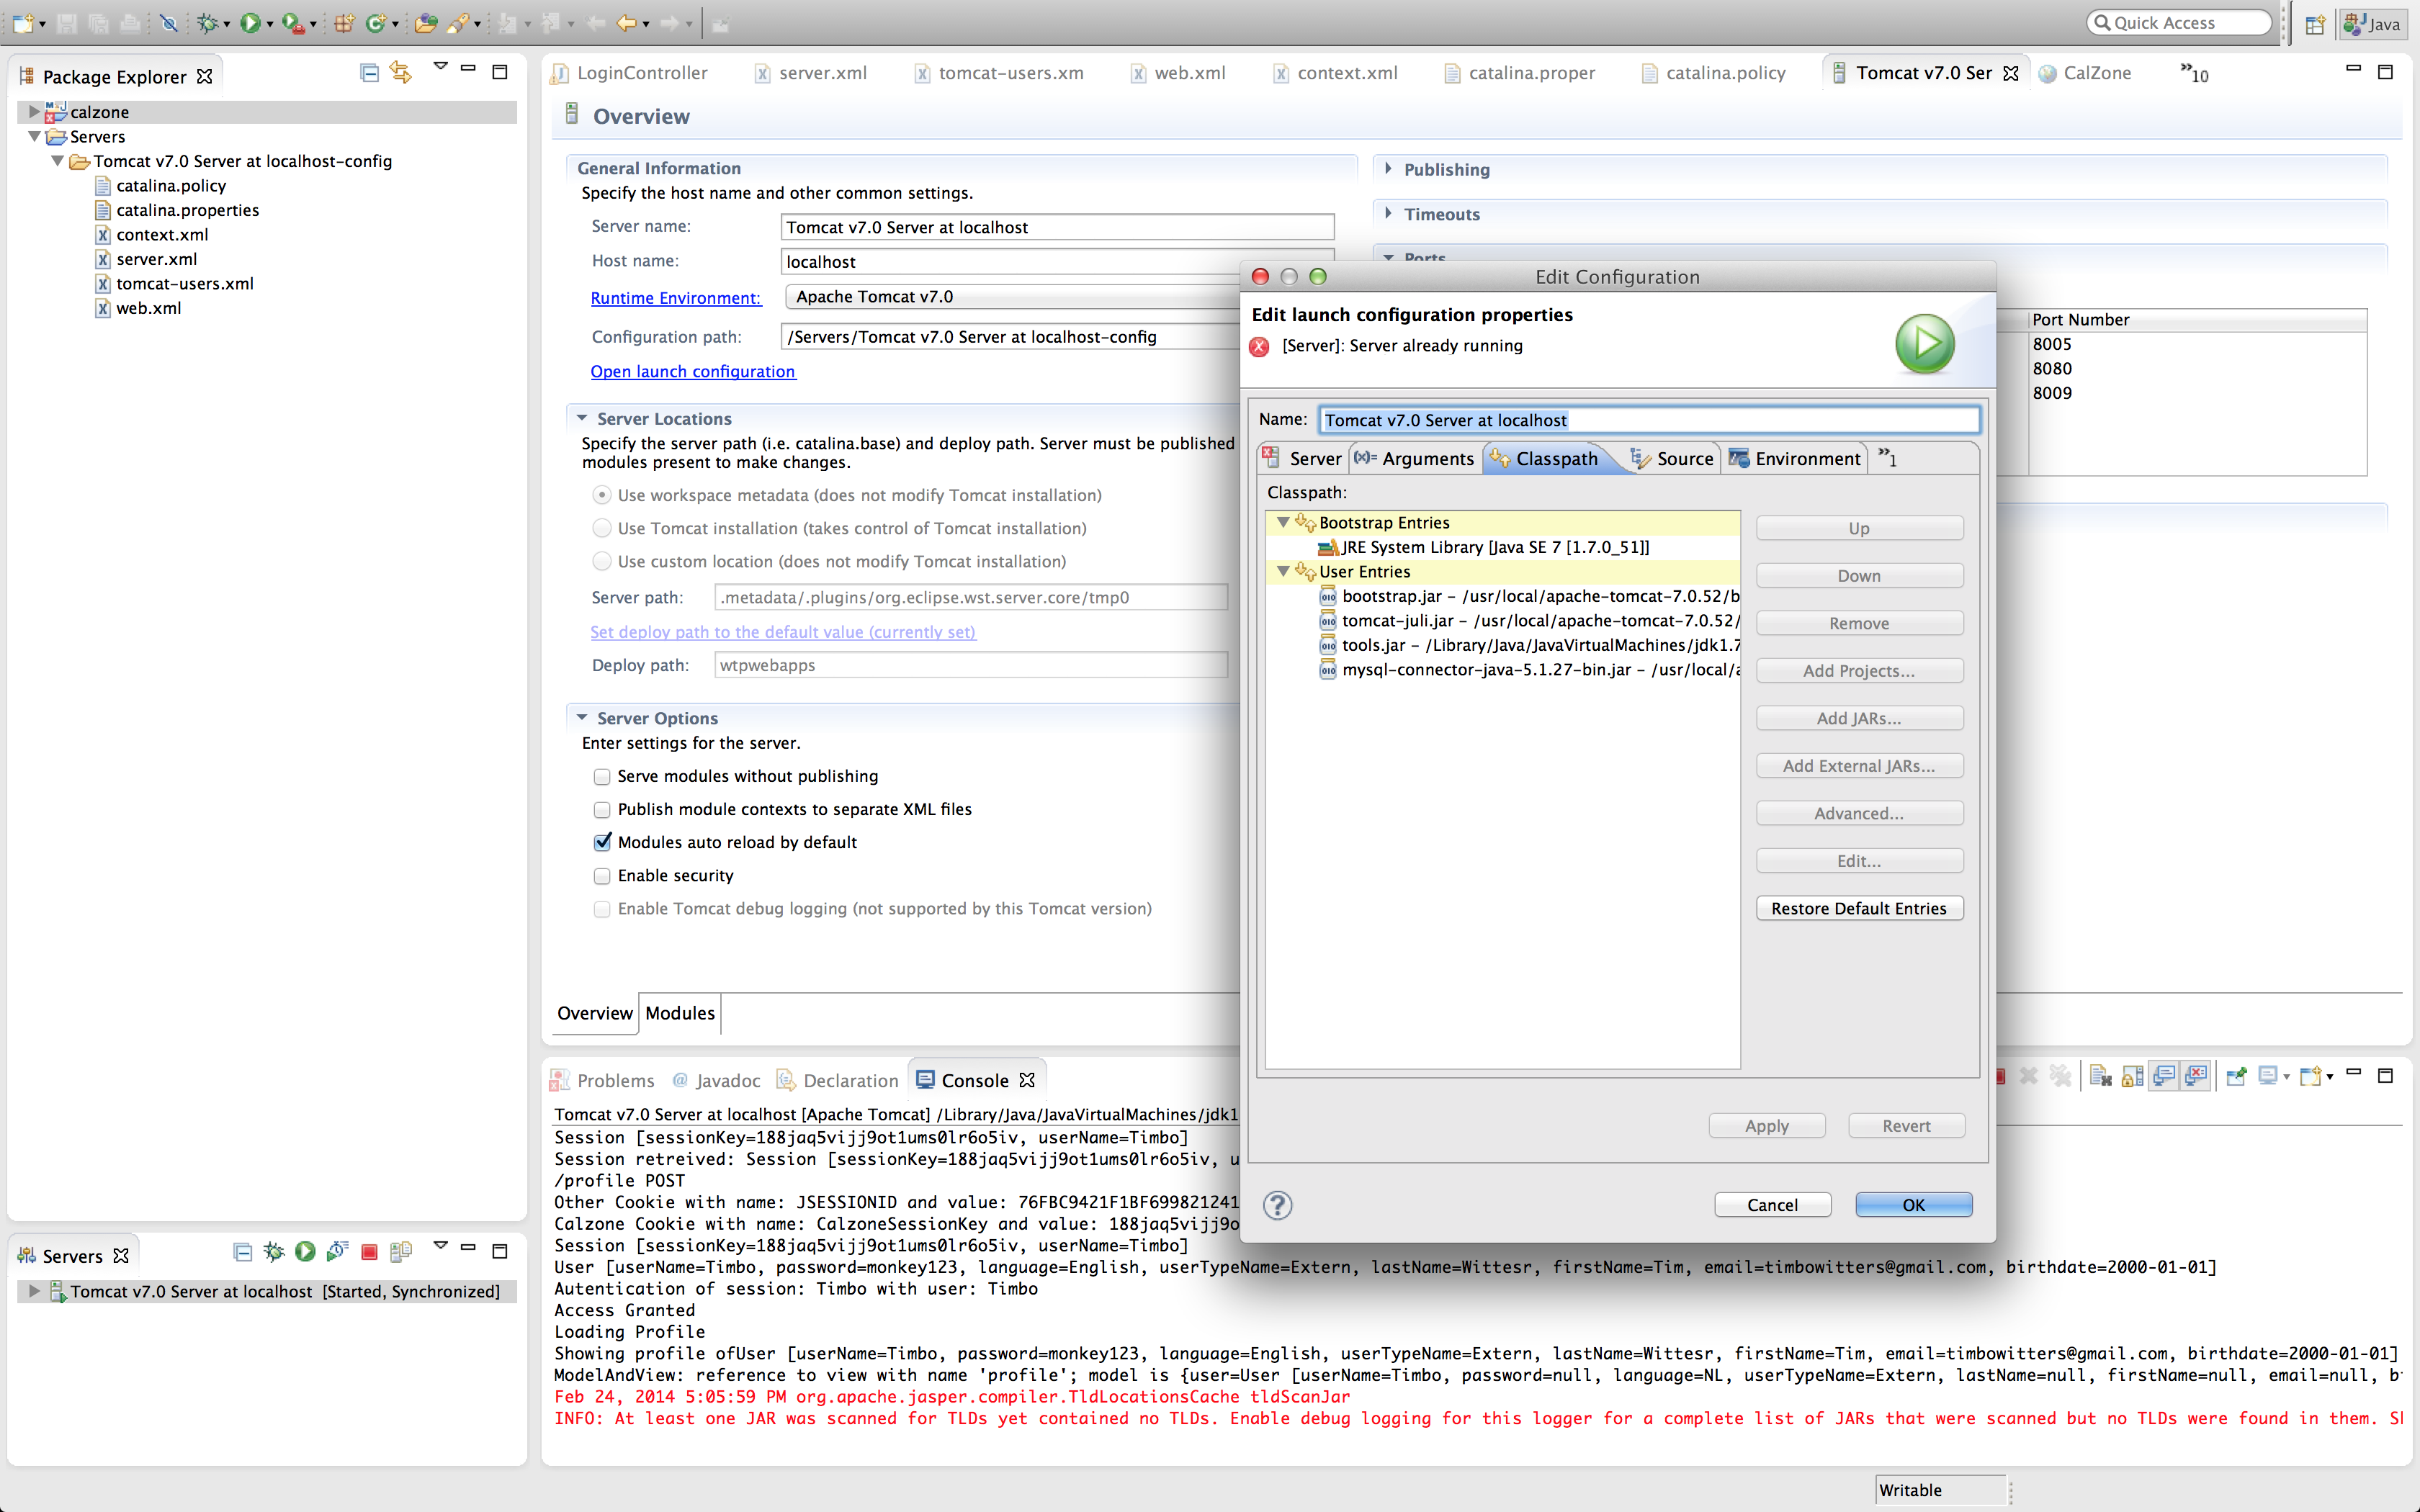 Quick Access
Java
Package Explorer
calzone
Servers
Tomcat v7.0 Server at localhost-config
catalina.policy
catalina.properties
context.xml
server.xml
tomcat-users.xml
web.xml
LoginController
server.xml
tomcat-users.xm
web.xml
context.xml
catalina.proper
catalina.policy
Tomcat v7.0 Ser
CalZone
»10
Overview
General Information
Specify the host name and other common settings.
Server name: Tomcat v7.0 Server at localhost
Host name: localhost
Runtime Environment: Apache Tomcat v7.0
Configuration path: /Servers/Tomcat v7.0 Server at localhost-config
Open launch configuration
Server Locations
Specify the server path (i.e. catalina.base) and deploy path. Server must be published
modules present to make changes.
Use workspace metadata (does not modify Tomcat installation)
Use Tomcat installation (takes control of Tomcat installation)
Use custom location (does not modify Tomcat installation)
Server path: .metadata/.plugins/org.eclipse.wst.server.core/tmp0
Set deploy path to the default value (currently set)
Deploy path: wtpwebapps
Server Options
Enter settings for the server.
Serve modules without publishing
Publish module contexts to separate XML files
Modules auto reload by default
Enable security
Enable Tomcat debug logging (not supported by this Tomcat version)
Overview
Modules
Publishing
Timeouts
Ports
Port Number
8005
8080
8009
Edit Configuration
Edit launch configuration properties
[Server]: Server already running
Name: Tomcat v7.0 Server at localhost
Server
(x)= Arguments
Classpath
Source
Environment
»1
Classpath:
Bootstrap Entries
JRE System Library [Java SE 7 [1.7.0_51]]
User Entries
bootstrap.jar - /usr/local/apache-tomcat-7.0.52/b
tomcat-juli.jar - /usr/local/apache-tomcat-7.0.52/
tools.jar - /Library/Java/JavaVirtualMachines/jdk1.7
mysql-connector-java-5.1.27-bin.jar - /usr/local/a
Up
Down
Remove
Add Projects...
Add JARs...
Add External JARs...
Advanced...
Edit...
Restore Default Entries
Apply
Revert
Cancel
OK
Servers
Tomcat v7.0 Server at localhost [Started, Synchronized]
Problems
@ Javadoc
Declaration
Console
Tomcat v7.0 Server at localhost [Apache Tomcat] /Library/Java/JavaVirtualMachines/jdk1
Session [sessionKey=188jaq5vijj9ot1ums0lr6o5iv, userName=Timbo]
Session retreived: Session [sessionKey=188jaq5vijj9ot1ums0lr6o5iv, u
/profile POST
Other Cookie with name: JSESSIONID and value: 76FBC9421F1BF699821241
Calzone Cookie with name: CalzoneSessionKey and value: 188jaq5vijj9o
Session [sessionKey=188jaq5vijj9ot1ums0lr6o5iv, userName=Timbo]
User [userName=Timbo, password=monkey123, language=English, userTypeName=Extern, lastName=Wittesr, firstName=Tim, email=timbowitters@gmail.com, birthdate=2000-01-01]
Autentication of session: Timbo with user: Timbo
Access Granted
Loading Profile
Showing profile ofUser [userName=Timbo, password=monkey123, language=English, userTypeName=Extern, lastName=Wittesr, firstName=Tim, email=timbowitters@gmail.com, birthdate=2000-01-01]
ModelAndView: reference to view with name 'profile'; model is {user=User [userName=Timbo, password=null, language=NL, userTypeName=Extern, lastName=null, firstName=null, email=null, b
Feb 24, 2014 5:05:59 PM org.apache.jasper.compiler.TldLocationsCache tldScanJar
INFO: At least one JAR was scanned for TLDs yet contained no TLDs. Enable debug logging for this logger for a complete list of JARs that were scanned but no TLDs were found in them. S
Writable